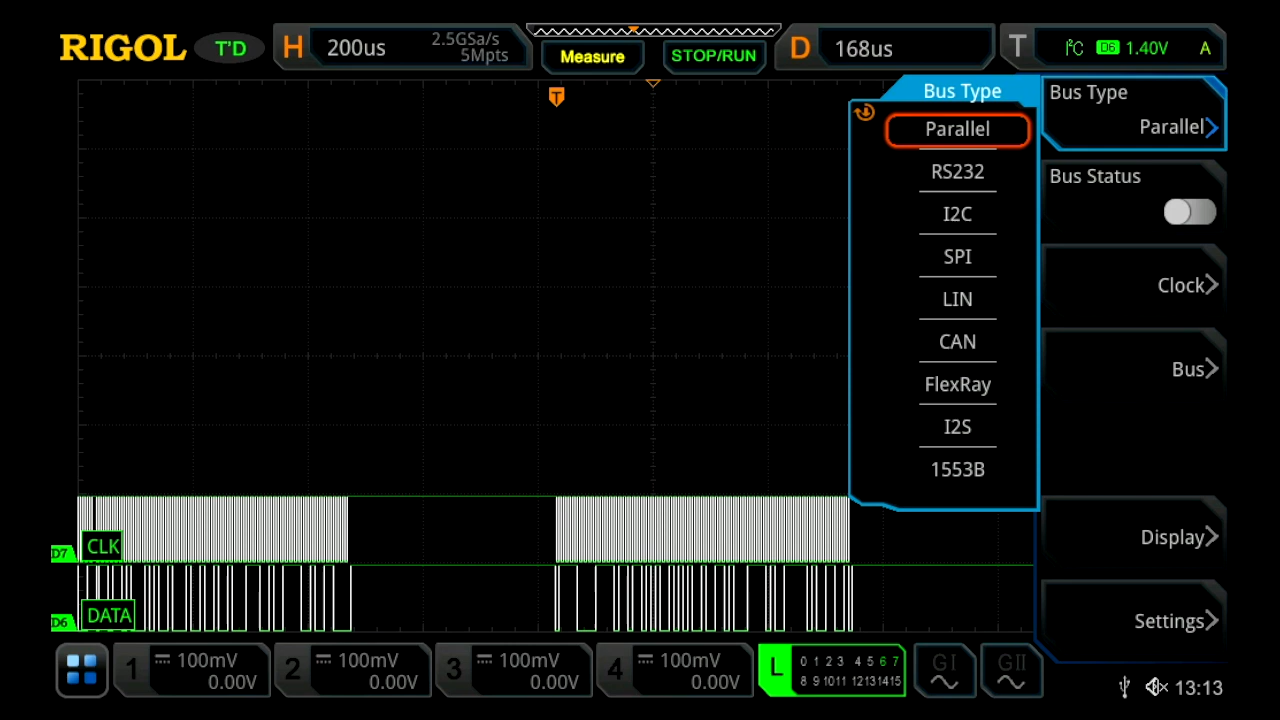 RIGOL T'D H 200us 2.5GSa/s 5Mpts Measure STOP/RUN D 168us T I²C D6 1.40V A
T
Bus Type
Parallel
RS232
I2C
SPI
LIN
CAN
FlexRay
I2S
1553B
Bus Type
Parallel
Bus Status
Clock
Bus
Display
Settings
D7 CLK
D6 DATA
1 100mV 0.00V
2 100mV 0.00V
3 100mV 0.00V
4 100mV 0.00V
L 0 1 2 3 4 5 6 7
8 9 10 11 12 13 14 15
GI
GII
13:13